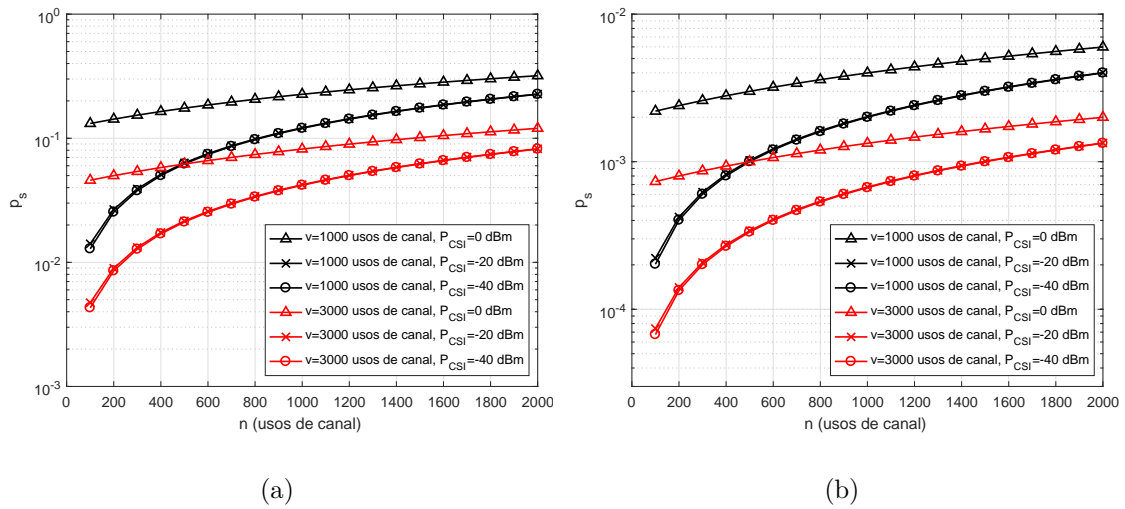 10^0
10^-1
10^-2
10^-3
p_s
0 200 400 600 800 1000 1200 1400 1600 1800 2000
n (usos de canal)
v=1000 usos de canal, P_CSI=0 dBm
v=1000 usos de canal, P_CSI=-20 dBm
v=1000 usos de canal, P_CSI=-40 dBm
v=3000 usos de canal, P_CSI=0 dBm
v=3000 usos de canal, P_CSI=-20 dBm
v=3000 usos de canal, P_CSI=-40 dBm
(a)
10^-2
10^-3
10^-4
p_s
0 200 400 600 800 1000 1200 1400 1600 1800 2000
n (usos de canal)
v=1000 usos de canal, P_CSI=0 dBm
v=1000 usos de canal, P_CSI=-20 dBm
v=1000 usos de canal, P_CSI=-40 dBm
v=3000 usos de canal, P_CSI=0 dBm
v=3000 usos de canal, P_CSI=-20 dBm
v=3000 usos de canal, P_CSI=-40 dBm
(b)